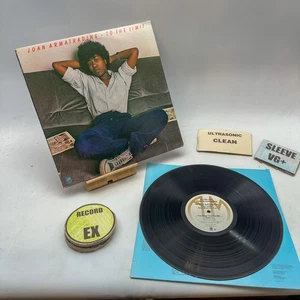 JOAN ARMATRADING · TO THE LIMIT
ULTRASONIC
CLEAN
SLEEVE
VG+
RECORD
EX